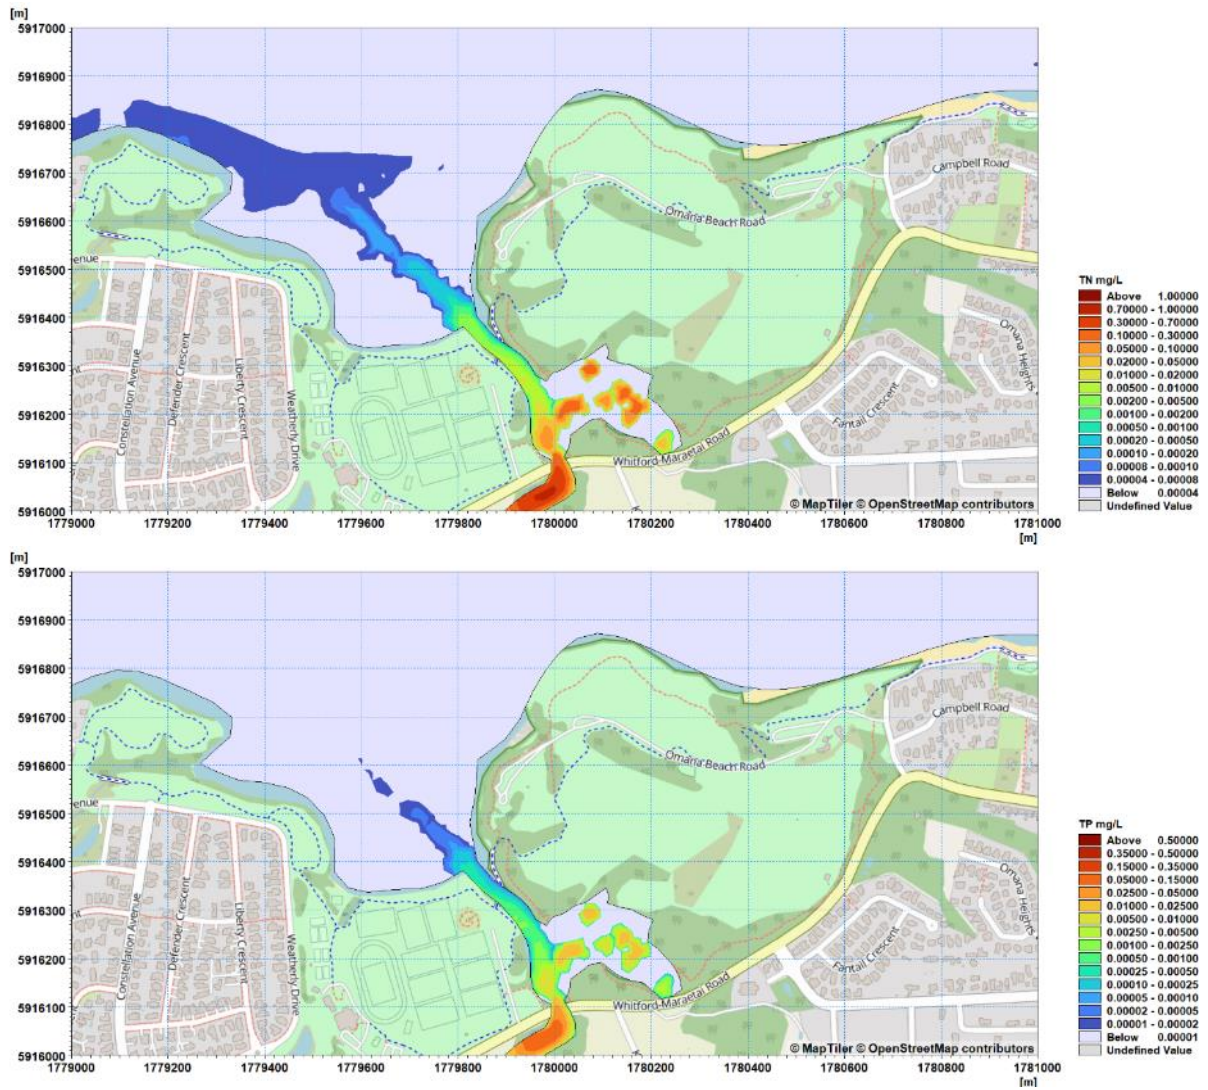 [m]
5917000
5916900
5916800
5916700
5916600
5916500
5916400
5916300
5916200
5916100
5916000
1779000 1779200 1779400 1779600 1779800 1780000 1780200 1780400 1780600 1780800 1781000
[m]
Campbell Road
Omana Beach Road
enue
Constellation Avenue
Defender Crescent
Liberty Crescent
Weatherly Drive
Omana Heights
Fantail Crescent
Whitford-Maraetai Road
© MapTiler © OpenStreetMap contributors
TN mg/L
Above 1.00000
0.70000 - 1.00000
0.30000 - 0.70000
0.10000 - 0.30000
0.05000 - 0.10000
0.02000 - 0.05000
0.01000 - 0.02000
0.00500 - 0.01000
0.00200 - 0.00500
0.00100 - 0.00200
0.00050 - 0.00100
0.00020 - 0.00050
0.00010 - 0.00020
0.00008 - 0.00010
0.00004 - 0.00008
Below 0.00004
Undefined Value
[m]
5917000
5916900
5916800
5916700
5916600
5916500
5916400
5916300
5916200
5916100
5916000
1779000 1779200 1779400 1779600 1779800 1780000 1780200 1780400 1780600 1780800 1781000
[m]
Campbell Road
Omana Beach Road
enue
Constellation Avenue
Defender Crescent
Liberty Crescent
Weatherly Drive
Omana Heights
Fantail Crescent
Whitford-Maraetai Road
© MapTiler © OpenStreetMap contributors
TP mg/L
Above 0.50000
0.35000 - 0.50000
0.15000 - 0.35000
0.05000 - 0.15000
0.02500 - 0.05000
0.01000 - 0.02500
0.00500 - 0.01000
0.00250 - 0.00500
0.00100 - 0.00250
0.00050 - 0.00100
0.00025 - 0.00050
0.00010 - 0.00025
0.00005 - 0.00010
0.00002 - 0.00005
0.00001 - 0.00002
Below 0.00001
Undefined Value